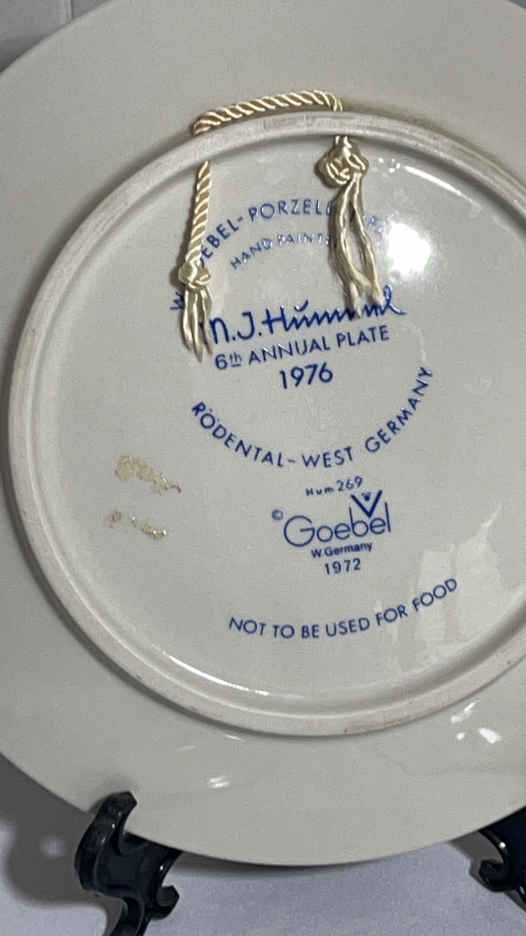 HAND PAINTED
M.J. Hummel
6th ANNUAL PLATE
1976
RÖDENTAL-WEST GERMANY
Hum 269
© Goebel
W. Germany
1972
NOT TO BE USED FOR FOOD